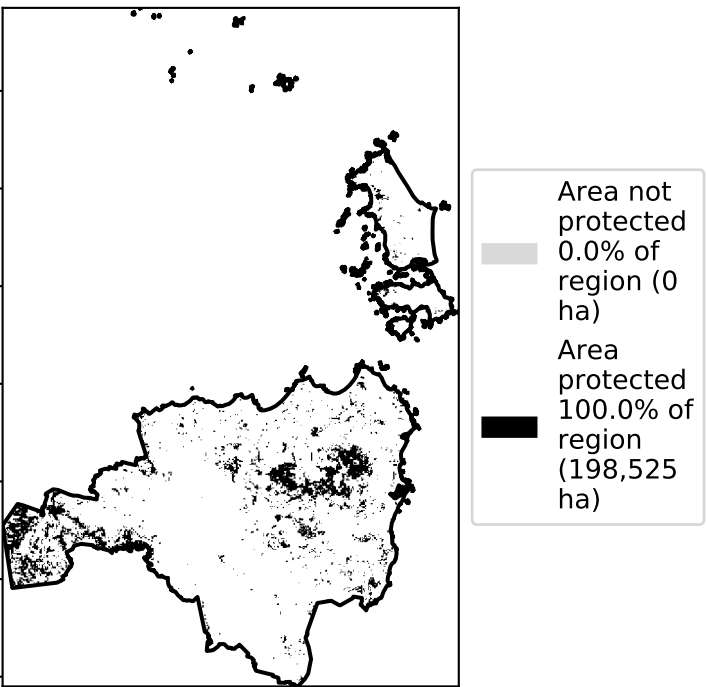 Area not
protected
0.0% of
region (0
ha)
Area
protected
100.0% of
region
(198,525
ha)